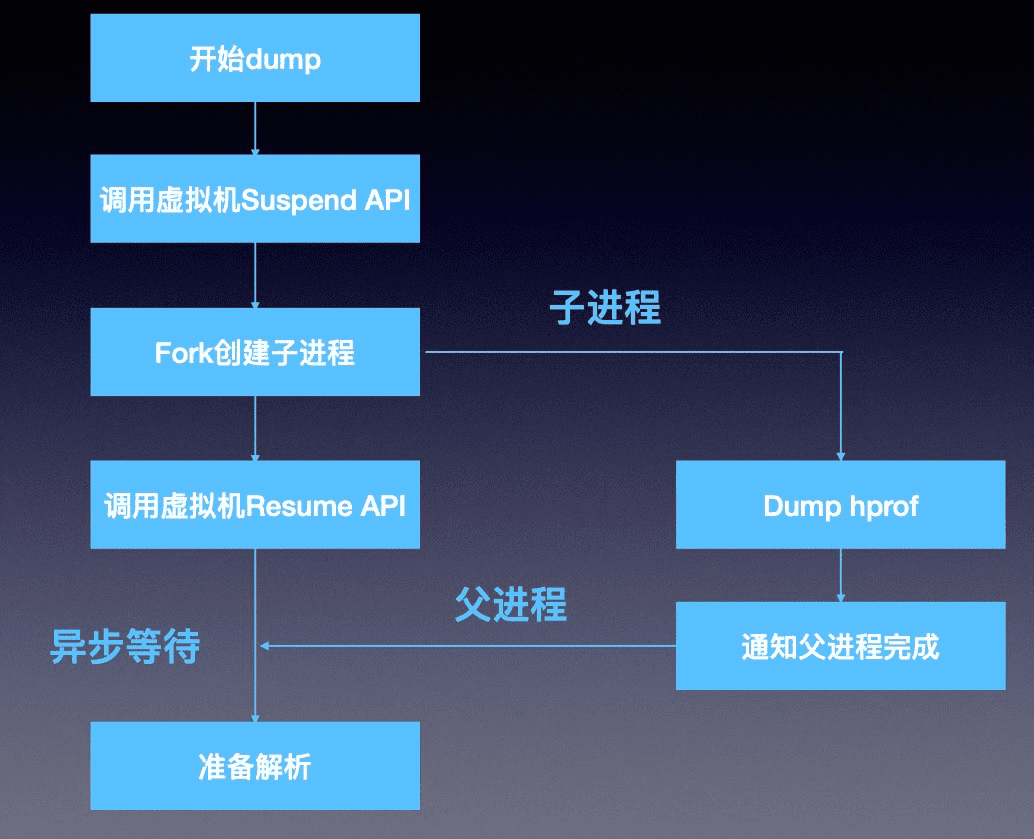 开始dump
调用虚拟机Suspend API
子进程
Fork创建子进程
调用虚拟机Resume API
Dump hprof
父进程
异步等待
通知父进程完成
准备解析